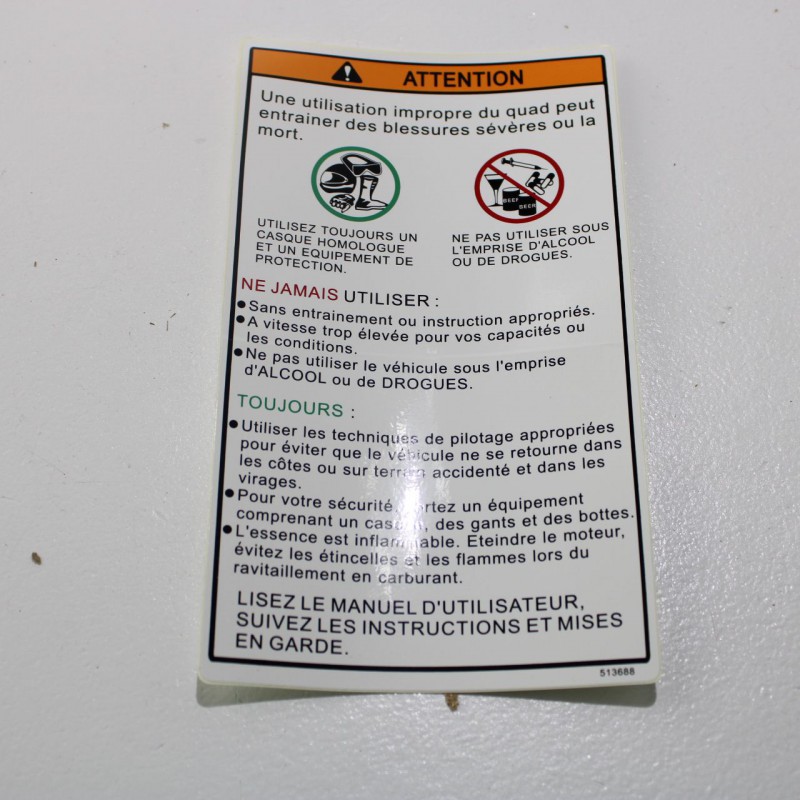 ATTENTION
Une utilisation impropre du quad peut
entrainer des blessures sévères ou la
mort.
BEEF
BEER
UTILISEZ TOUJOURS UN
CASQUE HOMOLOGUE
ET UN EQUIPEMENT DE
PROTECTION.
NE PAS UTILISER SOUS
L'EMPRISE D'ALCOOL
OU DE DROGUES.
NE JAMAIS UTILISER :
•Sans entrainement ou instruction appropriés.
•A vitesse trop élevée pour vos capacités ou
les conditions.
•Ne pas utiliser le véhicule sous l'emprise
d'ALCOOL ou de DROGUES.
TOUJOURS :
•Utiliser les techniques de pilotage appropriées
pour éviter que le véhicule ne se retourne dans
les côtes ou sur terrain accidenté et dans les
virages.
•Pour votre sécurité, portez un équipement
comprenant un casque, des gants et des bottes.
•L'essence est inflammable. Eteindre le moteur,
évitez les étincelles et les flammes lors du
ravitaillement en carburant.
LISEZ LE MANUEL D'UTILISATEUR,
SUIVEZ LES INSTRUCTIONS ET MISES
EN GARDE.
513688